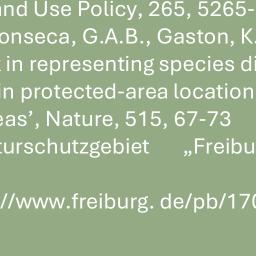 and Use Policy, 265, 5265-
onseca, G.A.B., Gaston, K.
in representing species di
in protected-area location
eas’, Nature, 515, 67-73
turschutzgebiet „Freibu
//www.freiburg. de/pb/170